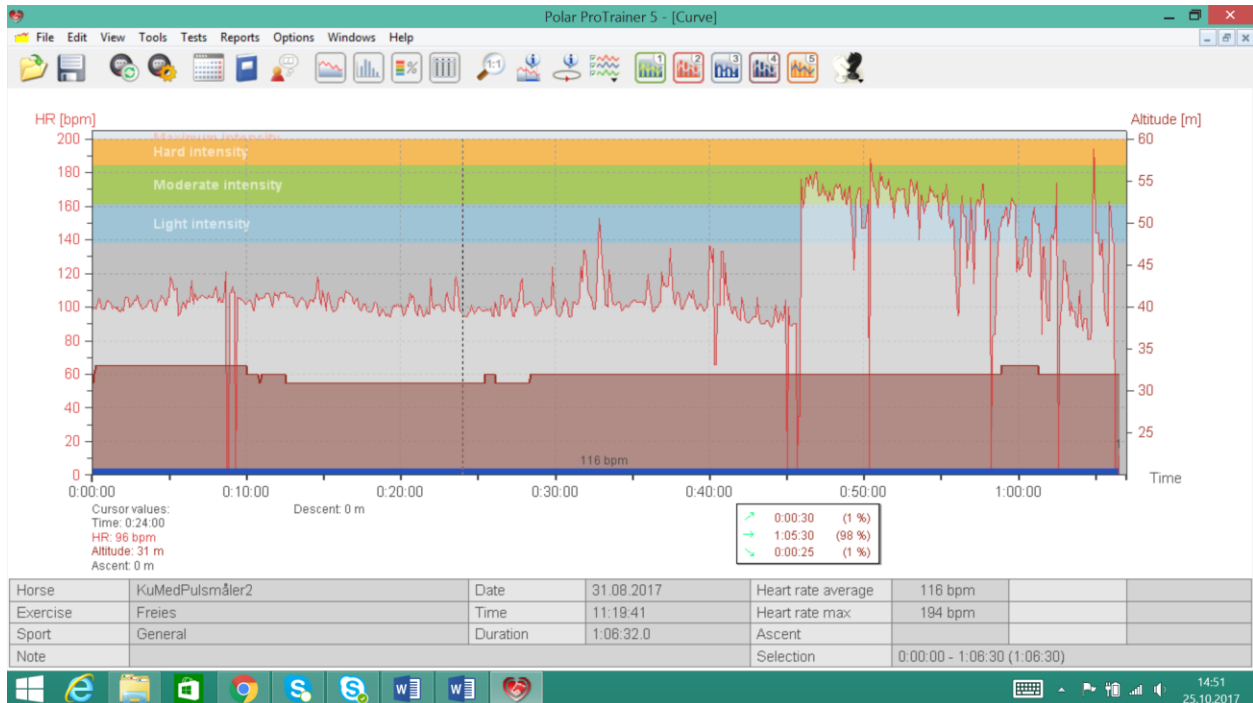 Polar ProTrainer 5 - [Curve]
File Edit View Tools Tests Reports Options Windows Help
1:1 1 2 3 4 5
HR [bpm] Altitude [m]
200 60
Maximum intensity
Hard intensity
180
55
Moderate intensity
160
50
Light intensity
140
45
120
100 40
80
35
60
30
40
25
20
116 bpm
0
Time
0:00:00 0:10:00 0:20:00 0:30:00 0:40:00 0:50:00 1:00:00
Cursor values: Descent: 0 m
Time: 0:24:00
HR: 96 bpm
Altitude: 31 m
Ascent: 0 m
0:00:30 (1 %)
1:05:30 (98 %)
0:00:25 (1 %)
Horse KuMedPulsmåler2 Date 31.08.2017 Heart rate average 116 bpm
Exercise Freies Time 11:19:41 Heart rate max 194 bpm
Sport General Duration 1:06:32.0 Ascent
Note Selection 0:00:00 - 1:06:30 (1:06:30)
14:51
25.10.2017